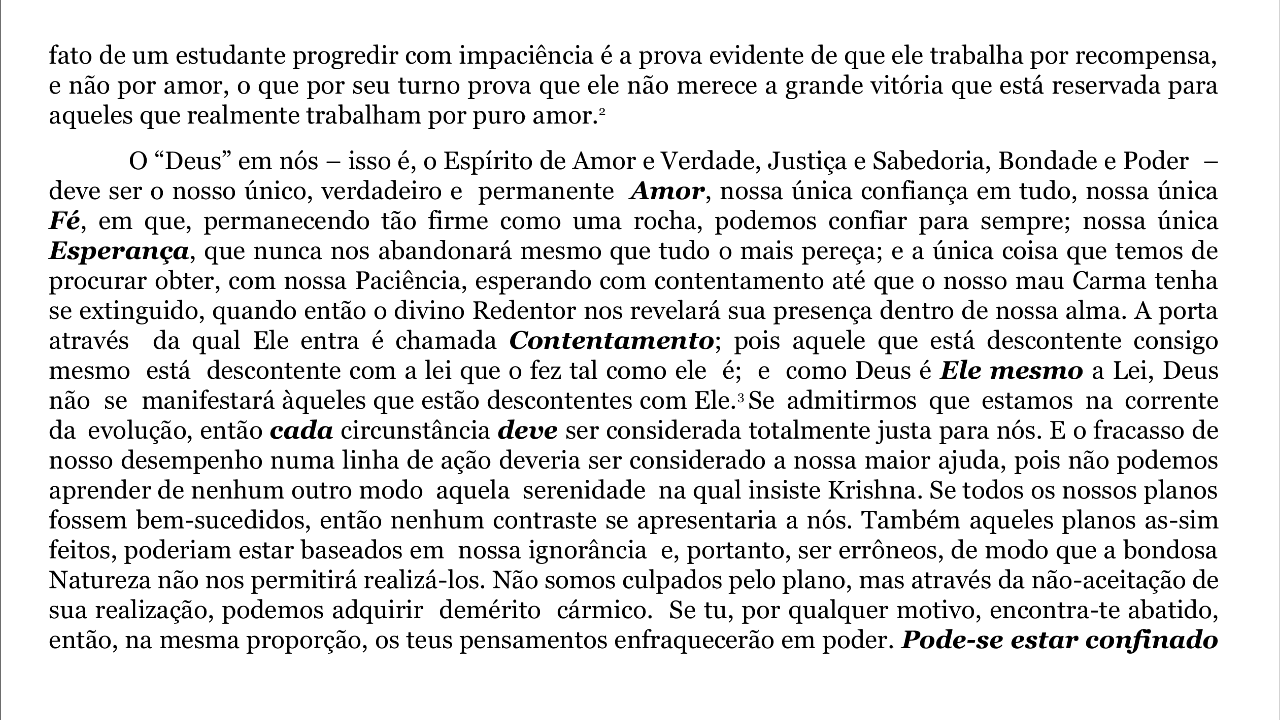 fato de um estudante progredir com impaciência é a prova evidente de que ele trabalha por recompensa,
e não por amor, o que por seu turno prova que ele não merece a grande vitória que está reservada para
aqueles que realmente trabalham por puro amor.²
O “Deus” em nós – isso é, o Espírito de Amor e Verdade, Justiça e Sabedoria, Bondade e Poder –
deve ser o nosso único, verdadeiro e permanente Amor, nossa única confiança em tudo, nossa única
Fé, em que, permanecendo tão firme como uma rocha, podemos confiar para sempre; nossa única
Esperança, que nunca nos abandonará mesmo que tudo o mais pereça; e a única coisa que temos de
procurar obter, com nossa Paciência, esperando com contentamento até que o nosso mau Carma tenha
se extinguido, quando então o divino Redentor nos revelará sua presença dentro de nossa alma. A porta
através da qual Ele entra é chamada Contentamento; pois aquele que está descontente consigo
mesmo está descontente com a lei que o fez tal como ele é; e como Deus é Ele mesmo a Lei, Deus
não se manifestará àqueles que estão descontentes com Ele.³ Se admitirmos que estamos na corrente
da evolução, então cada circunstância deve ser considerada totalmente justa para nós. E o fracasso de
nosso desempenho numa linha de ação deveria ser considerado a nossa maior ajuda, pois não podemos
aprender de nenhum outro modo aquela serenidade na qual insiste Krishna. Se todos os nossos planos
fossem bem-sucedidos, então nenhum contraste se apresentaria a nós. Também aqueles planos as-sim
feitos, poderiam estar baseados em nossa ignorância e, portanto, ser errôneos, de modo que a bondosa
Natureza não nos permitirá realizá-los. Não somos culpados pelo plano, mas através da não-aceitação de
sua realização, podemos adquirir demérito cármico. Se tu, por qualquer motivo, encontra-te abatido,
então, na mesma proporção, os teus pensamentos enfraquecerão em poder. Pode-se estar confinado